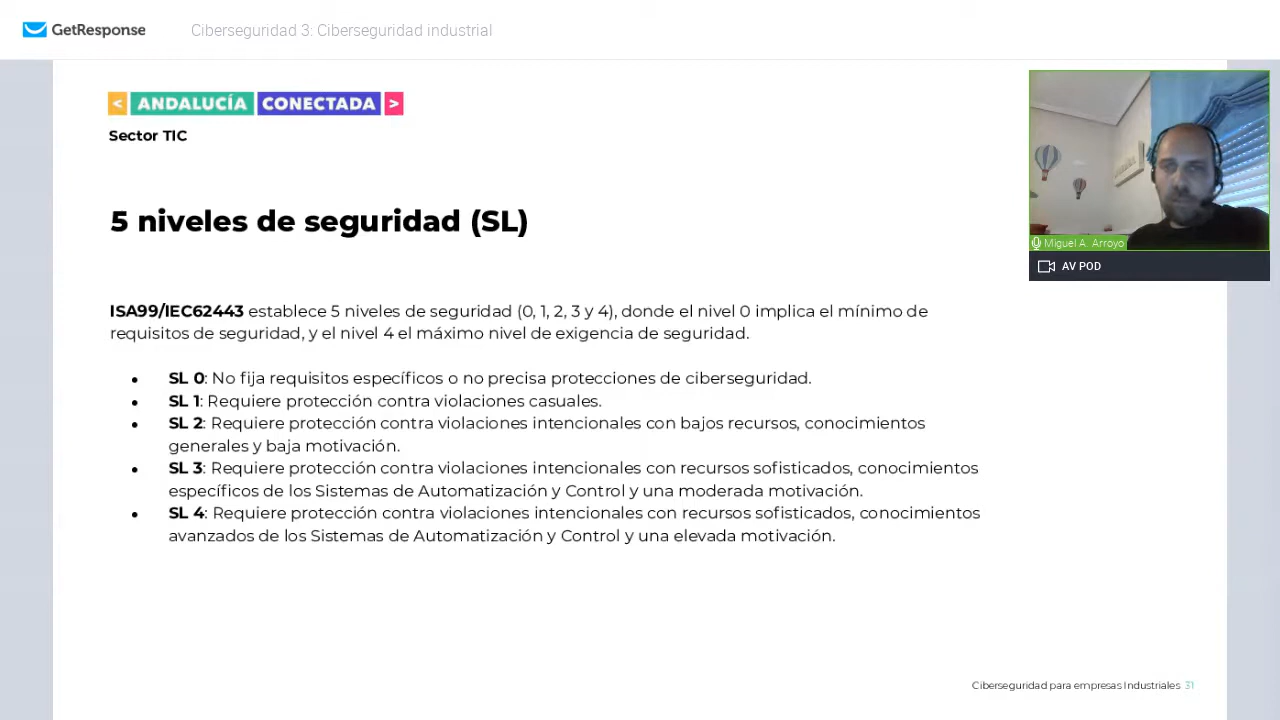 GetResponse
Ciberseguridad 3: Ciberseguridad industrial
< ANDALUCÍA CONECTADA >
Sector TIC
Miguel A. Arroyo
AV POD
5 niveles de seguridad (SL)
ISA99/IEC62443 establece 5 niveles de seguridad (0, 1, 2, 3 y 4), donde el nivel 0 implica el mínimo de
requisitos de seguridad, y el nivel 4 el máximo nivel de exigencia de seguridad.
● SL 0: No fija requisitos específicos o no precisa protecciones de ciberseguridad.
● SL 1: Requiere protección contra violaciones casuales.
● SL 2: Requiere protección contra violaciones intencionales con bajos recursos, conocimientos
generales y baja motivación.
● SL 3: Requiere protección contra violaciones intencionales con recursos sofisticados, conocimientos
específicos de los Sistemas de Automatización y Control y una moderada motivación.
● SL 4: Requiere protección contra violaciones intencionales con recursos sofisticados, conocimientos
avanzados de los Sistemas de Automatización y Control y una elevada motivación.
Ciberseguridad para empresas Industriales 31